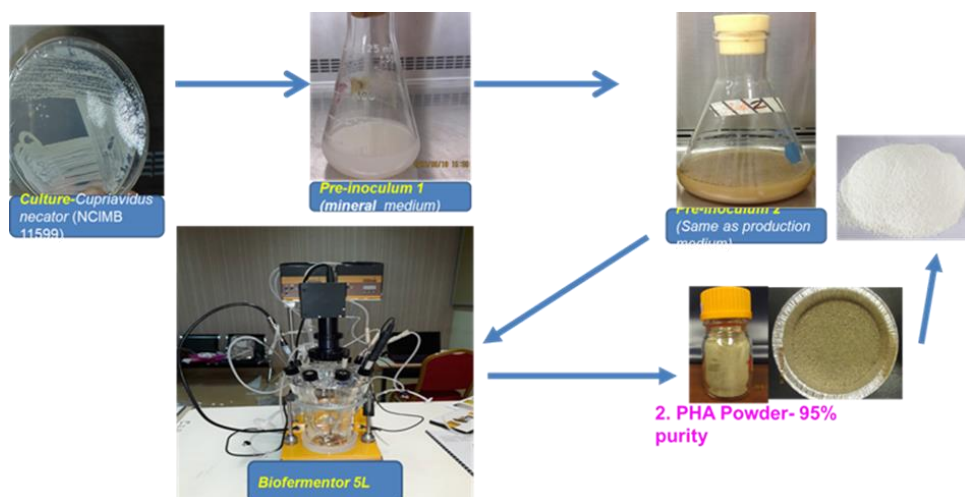 Culture-Cupriavidus
necator (NCIMB
11599)
Pre-inoculum 1
(mineral medium)
Pre-inoculum 2
(Same as production
medium)
Biofermentor 5L
2. PHA Powder- 95%
purity